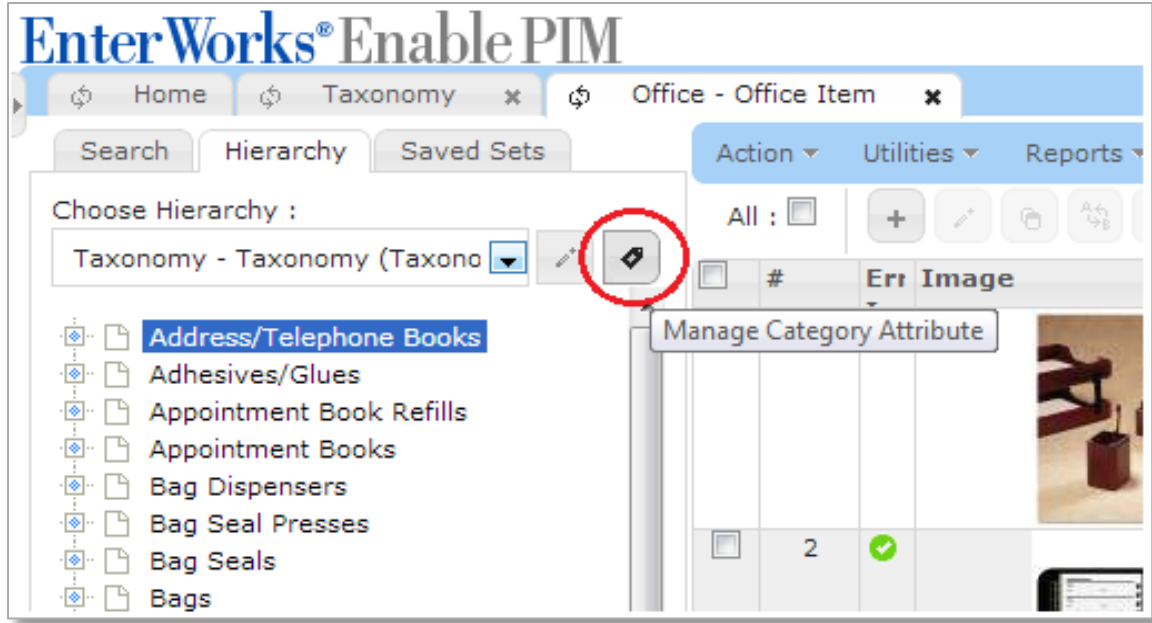 EnterWorks® Enable PIM
Home Taxonomy Office - Office Item
Search Hierarchy Saved Sets
Action Utilities Reports
Choose Hierarchy :
All :
Taxonomy - Taxonomy (Taxono
# Err Image
Manage Category Attribute
Address/Telephone Books
Adhesives/Glues
Appointment Book Refills
Appointment Books
Bag Dispensers
Bag Seal Presses
Bag Seals
2
Bags